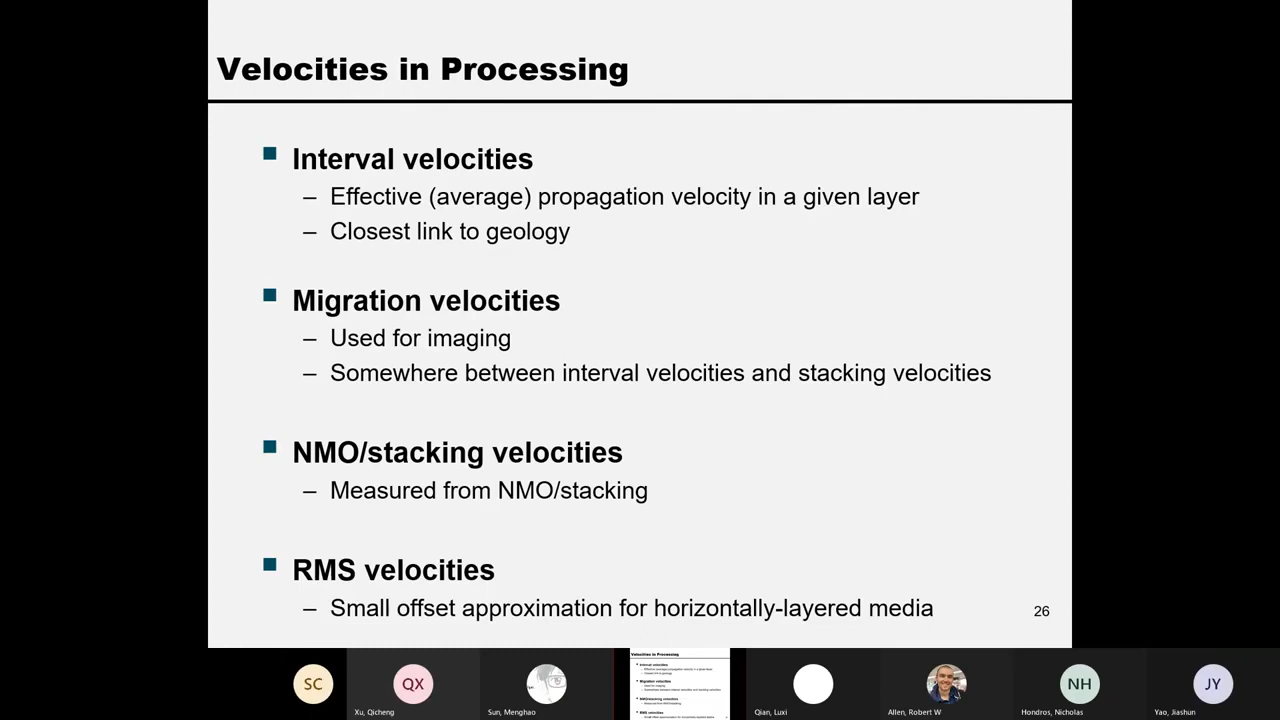 Velocities in Processing
Interval velocities
– Effective (average) propagation velocity in a given layer
– Closest link to geology
Migration velocities
– Used for imaging
– Somewhere between interval velocities and stacking velocities
NMO/stacking velocities
– Measured from NMO/stacking
RMS velocities
– Small offset approximation for horizontally-layered media
26
SC
QX
NH
JY
Xu, Qicheng
Sun, Menghao
Qian, Luxi
Allen, Robert W
Hondros, Nicholas
Yao, Jiashun